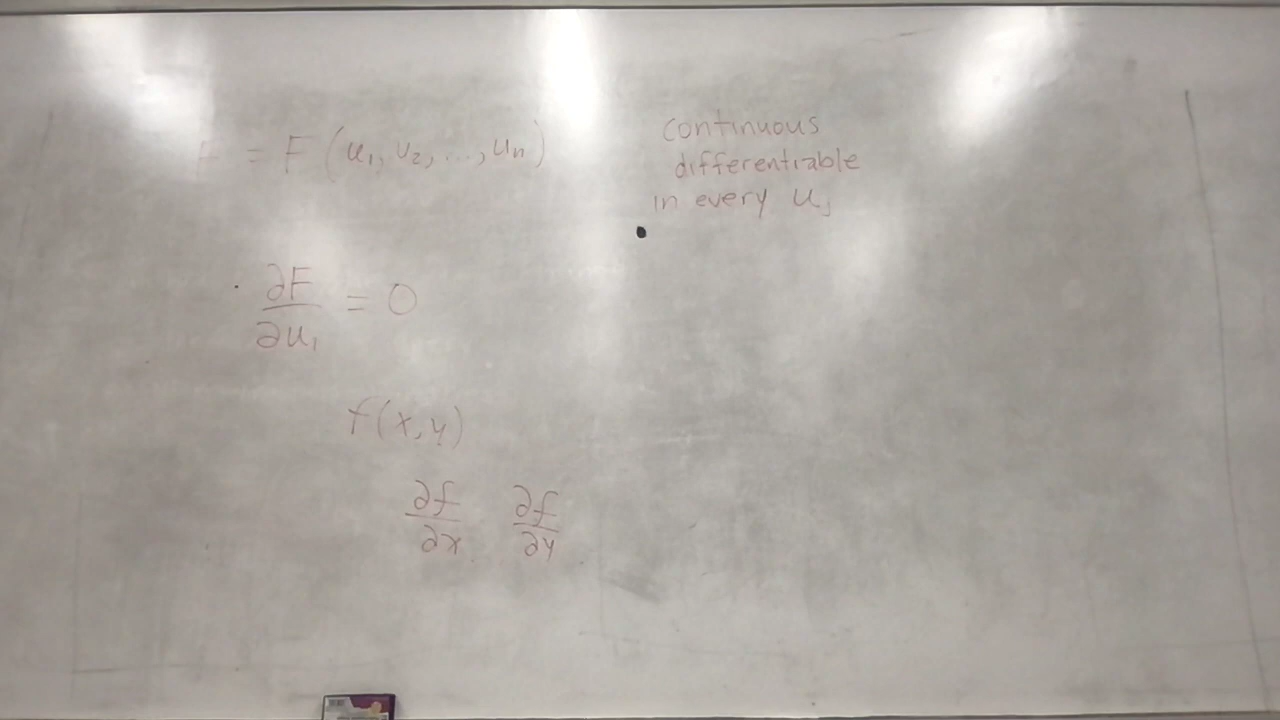 F = F(u₁, u₂, ..., uₙ)
continuous
differentiable
in every uⱼ
∂F/∂u₁ = 0
f(x,y)
∂f/∂x ∂f/∂y